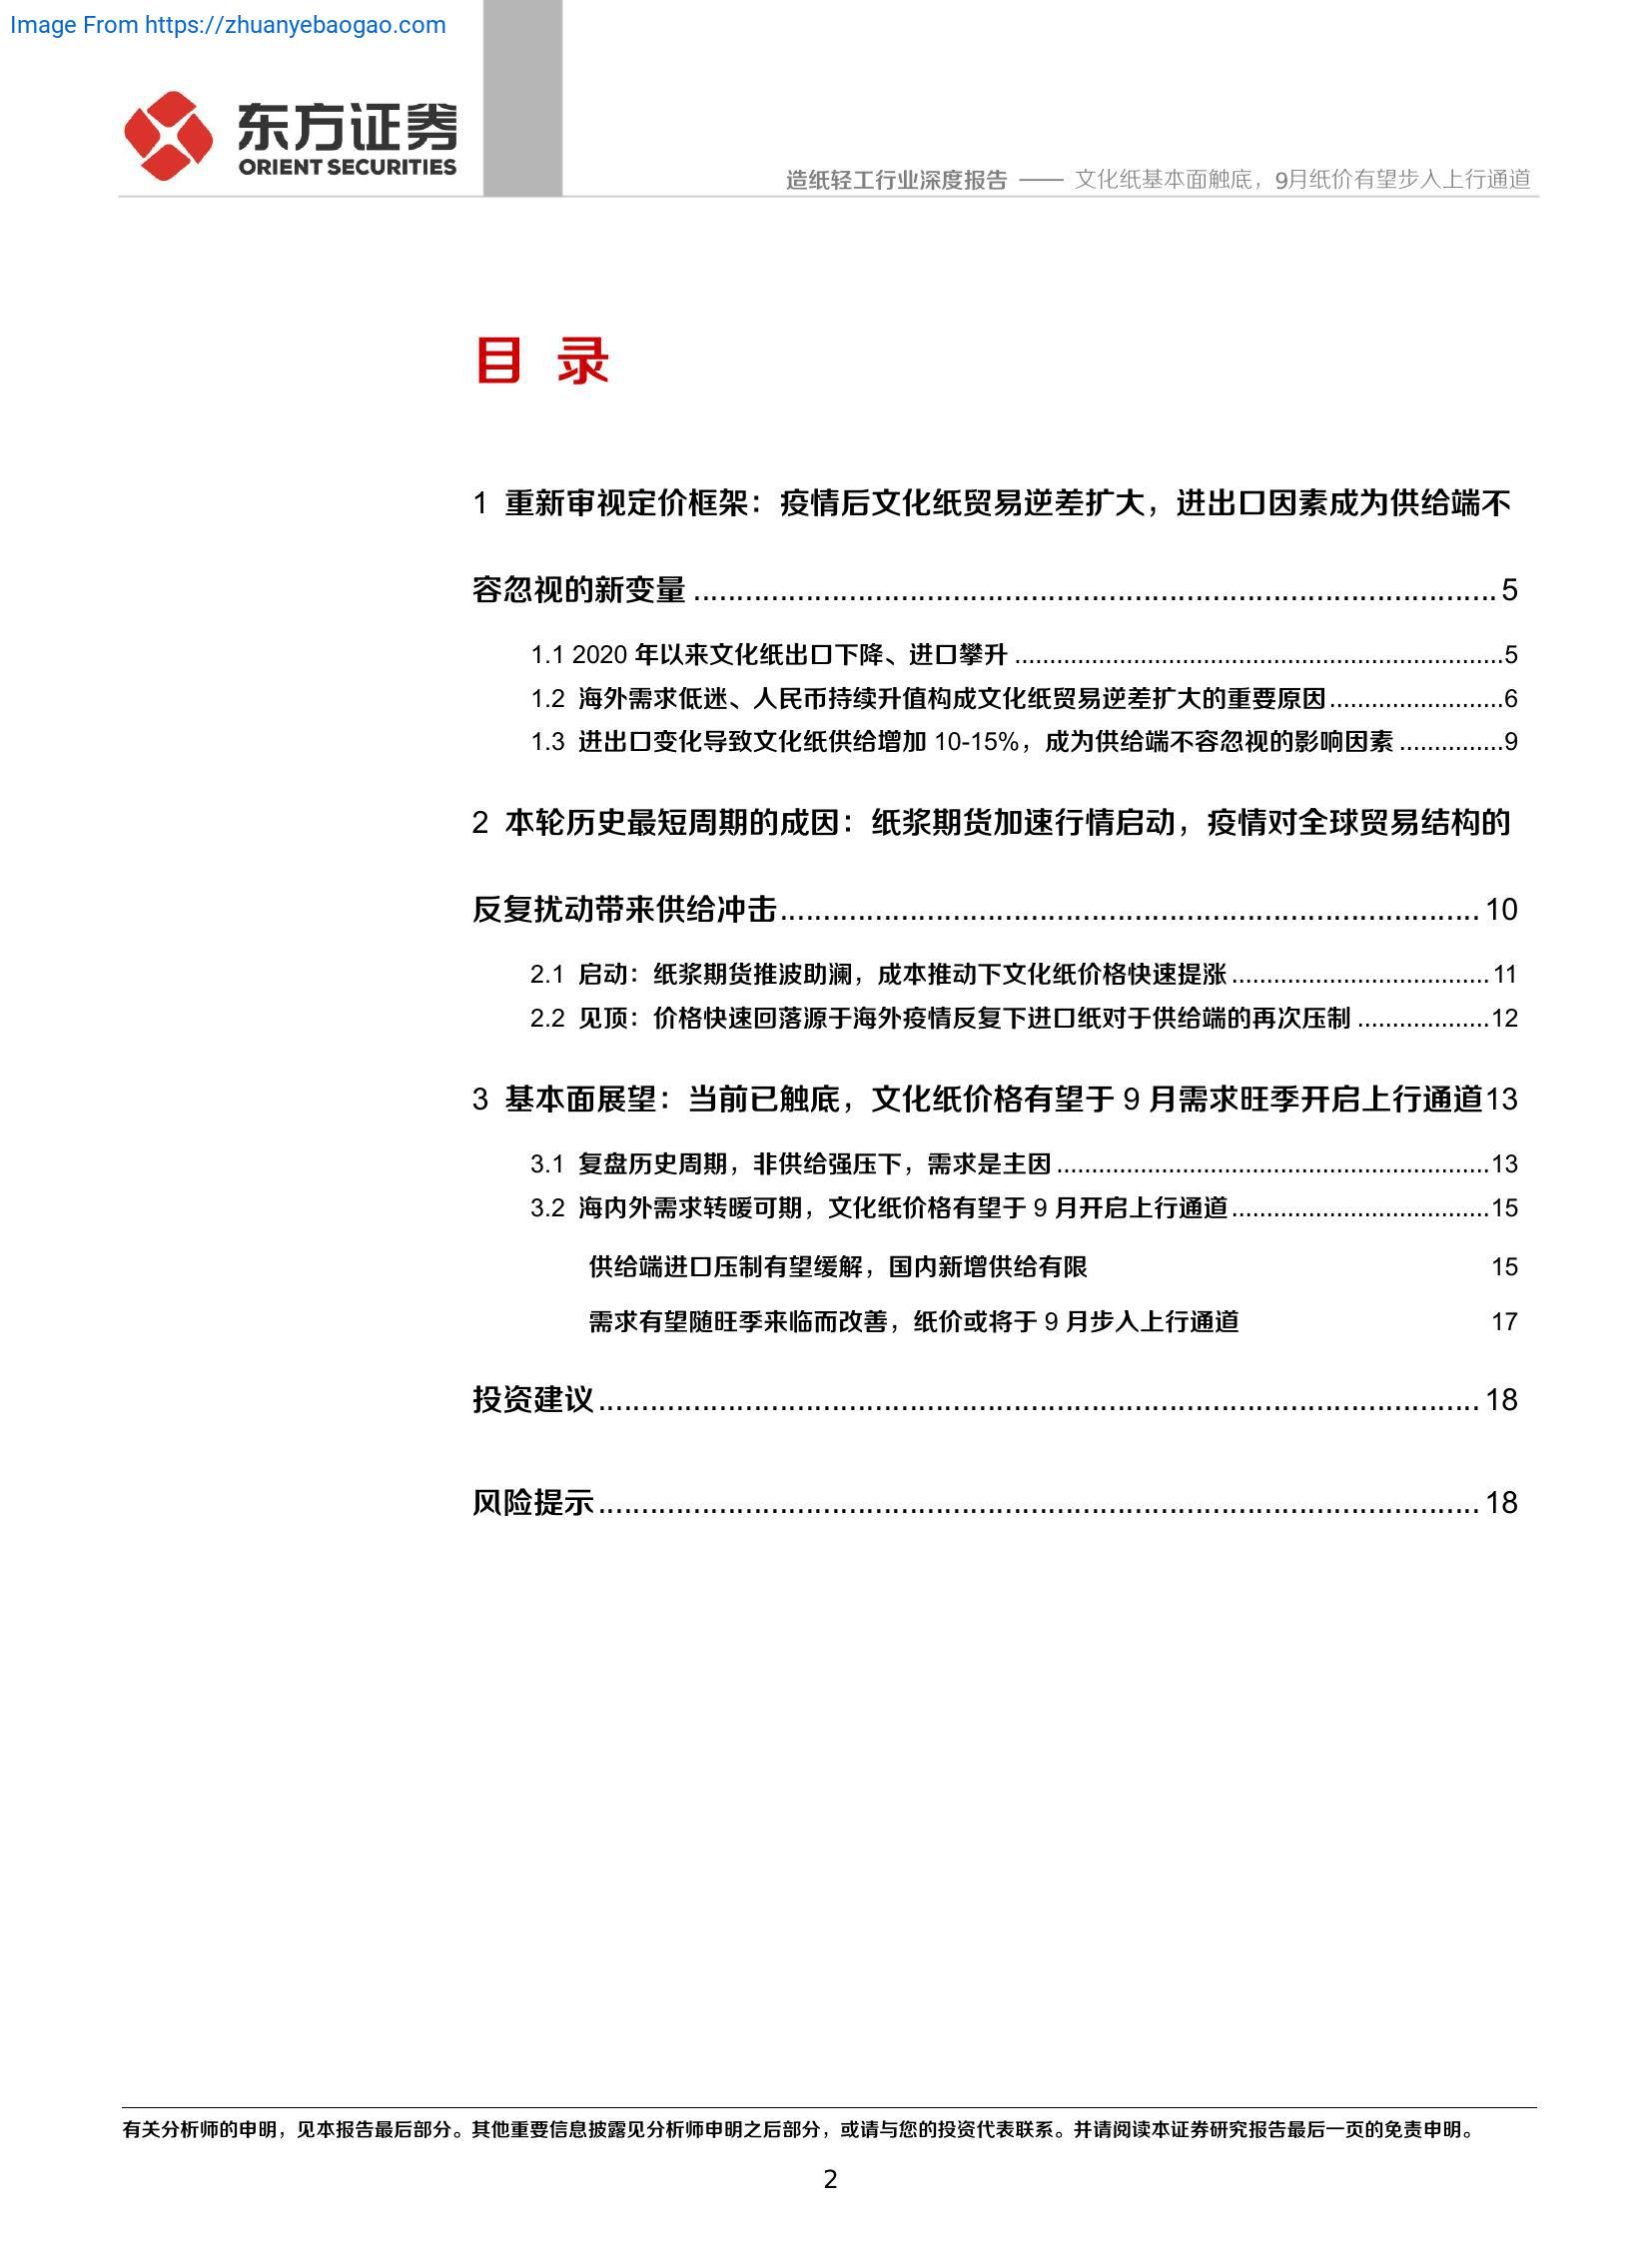 Image From https://zhuanyebaogao.com
东方证券
ORIENT SECURITIES
造纸轻工行业深度报告 —— 文化纸基本面触底，9月纸价有望步入上行通道
目 录
1 重新审视定价框架：疫情后文化纸贸易逆差扩大，进出口因素成为供给端不
容忽视的新变量 ........................................................................ 5
1.1 2020 年以来文化纸出口下降、进口攀升 ........................................................................5
1.2 海外需求低迷、人民币持续升值构成文化纸贸易逆差扩大的重要原因 .........................6
1.3 进出口变化导致文化纸供给增加 10-15%，成为供给端不容忽视的影响因素 ...............9
2 本轮历史最短周期的成因：纸浆期货加速行情启动，疫情对全球贸易结构的
反复扰动带来供给冲击 ........................................................................ 10
2.1 启动：纸浆期货推波助澜，成本推动下文化纸价格快速提涨 ..................................... 11
2.2 见顶：价格快速回落源于海外疫情反复下进口纸对于供给端的再次压制 ...................12
3 基本面展望：当前已触底，文化纸价格有望于 9 月需求旺季开启上行通道13
3.1 复盘历史周期，非供给强压下，需求是主因 ..............................................................13
3.2 海内外需求转暖可期，文化纸价格有望于 9 月开启上行通道 .....................................15
供给端进口压制有望缓解，国内新增供给有限 15
需求有望随旺季来临而改善，纸价或将于 9 月步入上行通道 17
投资建议 ........................................................................ 18
风险提示 ........................................................................ 18
有关分析师的申明，见本报告最后部分。其他重要信息披露见分析师申明之后部分，或请与您的投资代表联系。并请阅读本证券研究报告最后一页的免责申明。
2